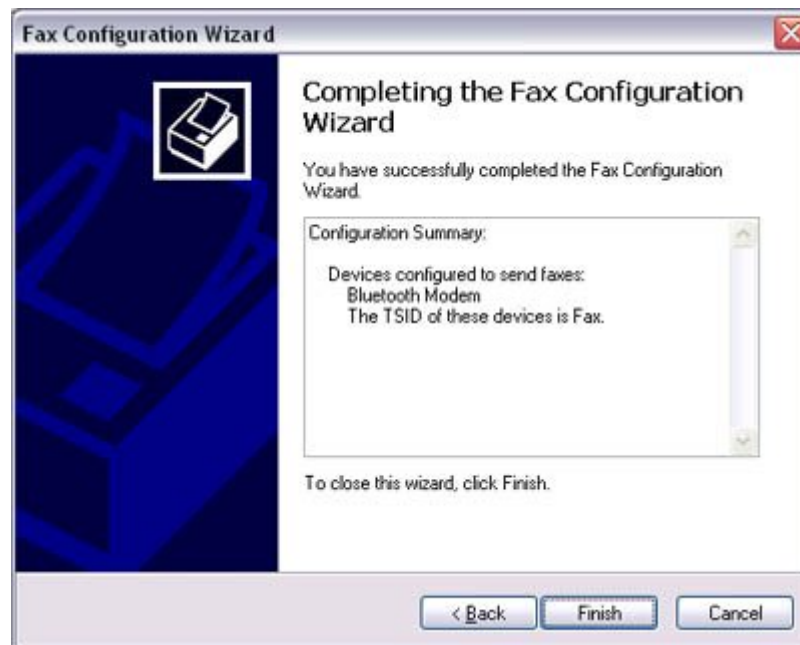 Fax Configuration Wizard
Completing the Fax Configuration
Wizard
You have successfully completed the Fax Configuration
Wizard.
Configuration Summary:
Devices configured to send faxes:
Bluetooth Modem
The TSID of these devices is Fax.
To close this wizard, click Finish.
< Back
Finish
Cancel